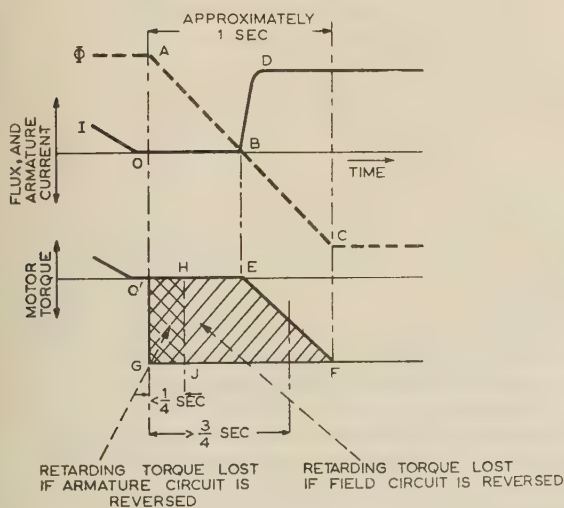 APPROXIMATELY
1 SEC
Φ
A
D
I
B
O
TIME
FLUX, AND
ARMATURE
CURRENT
C
H
E
O'
MOTOR
TORQUE
G
J
F
<1/4 SEC
>3/4 SEC
RETARDING TORQUE LOST
IF ARMATURE CIRCUIT IS
REVERSED
RETARDING TORQUE LOST
IF FIELD CIRCUIT IS REVERSED